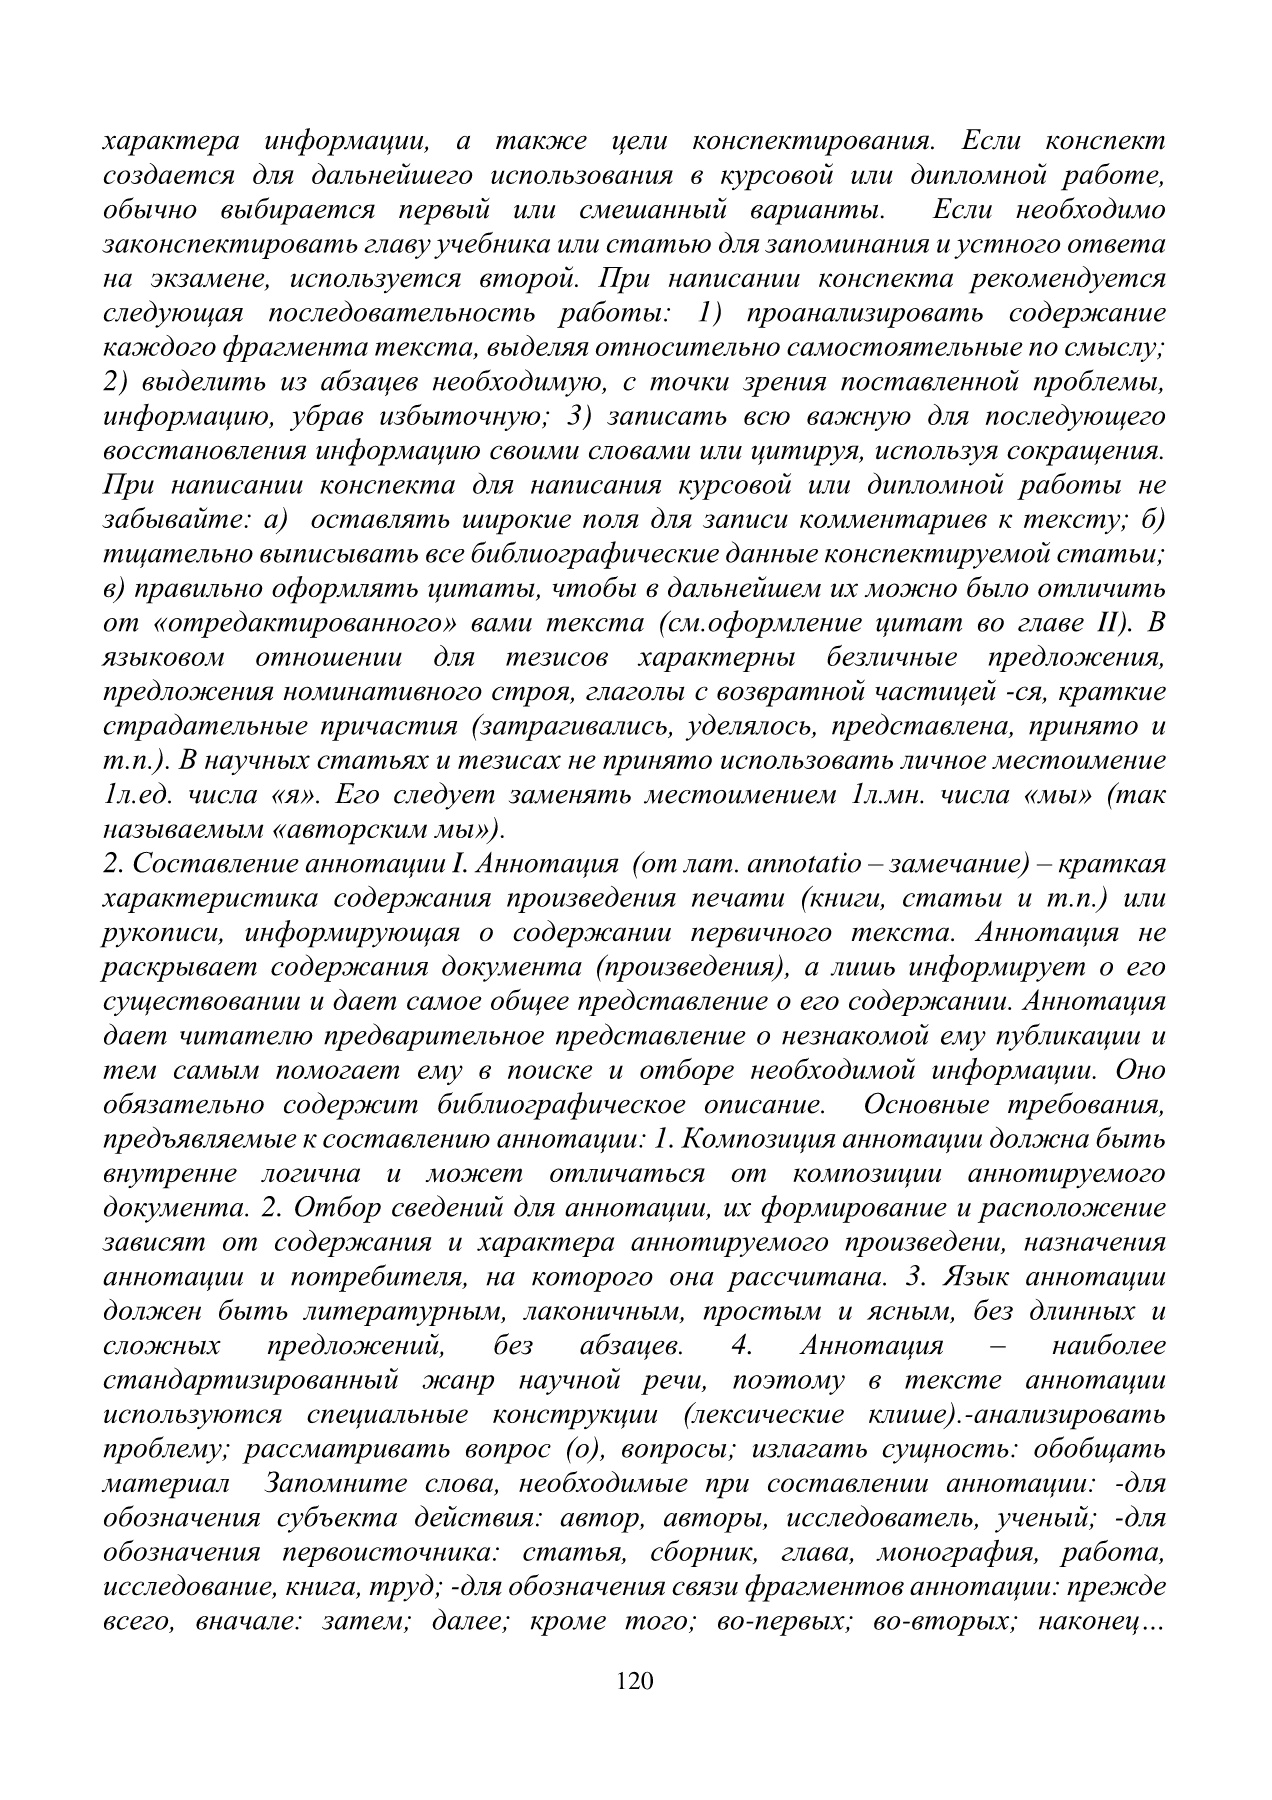 характера информации, а также цели конспектирования. Если конспект
создается для дальнейшего использования в курсовой или дипломной работе,
обычно выбирается первый или смешанный варианты. Если необходимо
законспектировать главу учебника или статью для запоминания и устного ответа
на экзамене, используется второй. При написании конспекта рекомендуется
следующая последовательность работы: 1) проанализировать содержание
каждого фрагмента текста, выделяя относительно самостоятельные по смыслу;
2) выделить из абзацев необходимую, с точки зрения поставленной проблемы,
информацию, убрав избыточную; 3) записать всю важную для последующего
восстановления информацию своими словами или цитируя, используя сокращения.
При написании конспекта для написания курсовой или дипломной работы не
забывайте: а) оставлять широкие поля для записи комментариев к тексту; б)
тщательно выписывать все библиографические данные конспектируемой статьи;
в) правильно оформлять цитаты, чтобы в дальнейшем их можно было отличить
от «отредактированного» вами текста (см.оформление цитат во главе II). В
языковом отношении для тезисов характерны безличные предложения,
предложения номинативного строя, глаголы с возвратной частицей -ся, краткие
страдательные причастия (затрагивались, уделялось, представлена, принято и
т.п.). В научных статьях и тезисах не принято использовать личное местоимение
1л.ед. числа «я». Его следует заменять местоимением 1л.мн. числа «мы» (так
называемым «авторским мы»).
2. Составление аннотации I. Аннотация (от лат. annotatio – замечание) – краткая
характеристика содержания произведения печати (книги, статьи и т.п.) или
рукописи, информирующая о содержании первичного текста. Аннотация не
раскрывает содержания документа (произведения), а лишь информирует о его
существовании и дает самое общее представление о его содержании. Аннотация
дает читателю предварительное представление о незнакомой ему публикации и
тем самым помогает ему в поиске и отборе необходимой информации. Оно
обязательно содержит библиографическое описание. Основные требования,
предъявляемые к составлению аннотации: 1. Композиция аннотации должна быть
внутренне логична и может отличаться от композиции аннотируемого
документа. 2. Отбор сведений для аннотации, их формирование и расположение
зависят от содержания и характера аннотируемого произведени, назначения
аннотации и потребителя, на которого она рассчитана. 3. Язык аннотации
должен быть литературным, лаконичным, простым и ясным, без длинных и
сложных предложений, без абзацев. 4. Аннотация – наиболее
стандартизированный жанр научной речи, поэтому в тексте аннотации
используются специальные конструкции (лексические клише).-анализировать
проблему; рассматривать вопрос (о), вопросы; излагать сущность: обобщать
материал Запомните слова, необходимые при составлении аннотации: -для
обозначения субъекта действия: автор, авторы, исследователь, ученый; -для
обозначения первоисточника: статья, сборник, глава, монография, работа,
исследование, книга, труд; -для обозначения связи фрагментов аннотации: прежде
всего, вначале: затем; далее; кроме того; во-первых; во-вторых; наконец…
120